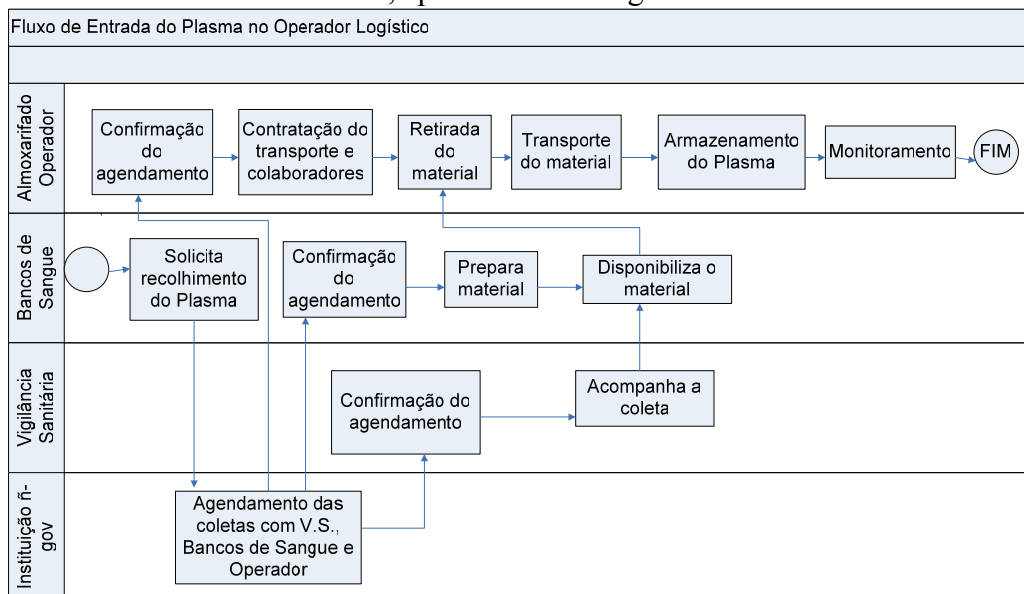 Fluxo de Entrada do Plasma no Operador Logístico
Almoxarifado
Operador
Confirmação
do
agendamento
Contratação do
transporte e
colaboradores
Retirada
do
material
Transporte
do material
Armazenamento
do Plasma
Monitoramento
FIM
Bancos de
Sangue
Solicita
recolhimento
do Plasma
Confirmação
do
agendamento
Prepara
material
Disponibiliza o
material
Vigilância
Sanitária
Confirmação do
agendamento
Acompanha a
coleta
Instituição ñ-
gov
Agendamento das
coletas com V.S.,
Bancos de Sangue e
Operador